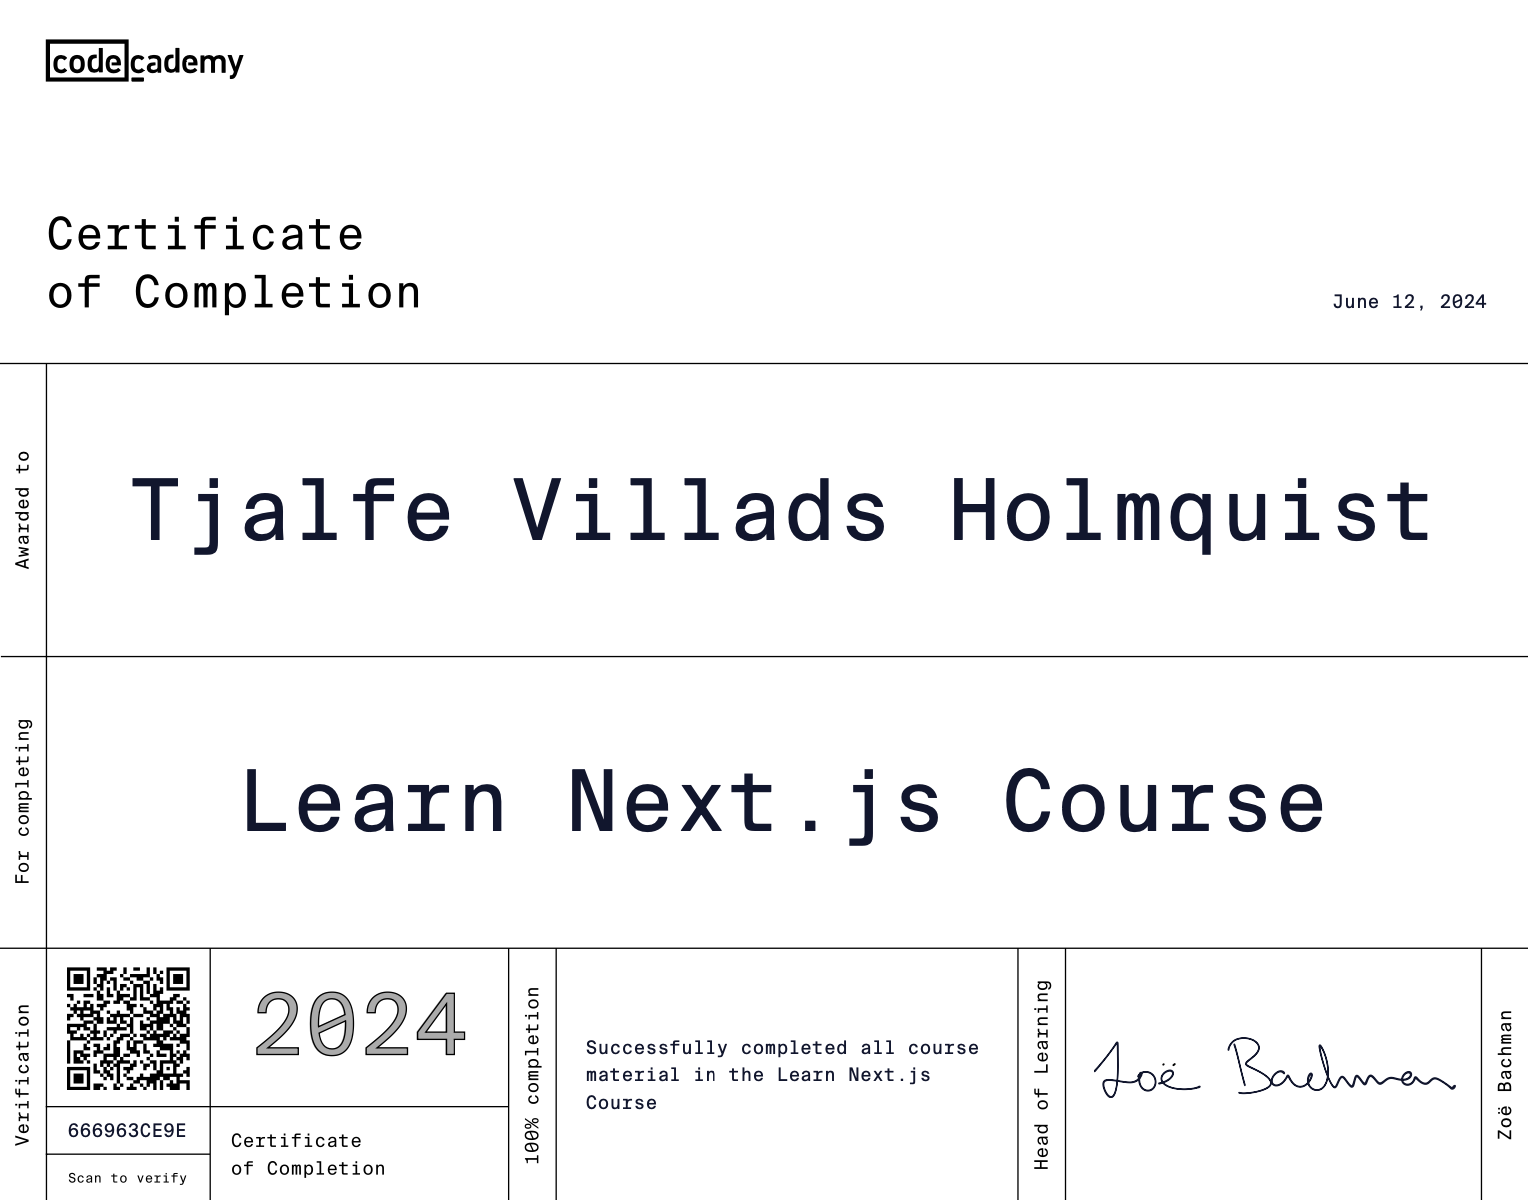 codecademy
Certificate
of Completion
June 12, 2024
Awarded to
Tjalfe Villads Holmquist
For completing
Learn Next.js Course
Verification
666963CE9E
Scan to verify
2024
Certificate
of Completion
100% completion
Successfully completed all course
material in the Learn Next.js
Course
Head of Learning
Zoë Bachman
Zoë Bachman